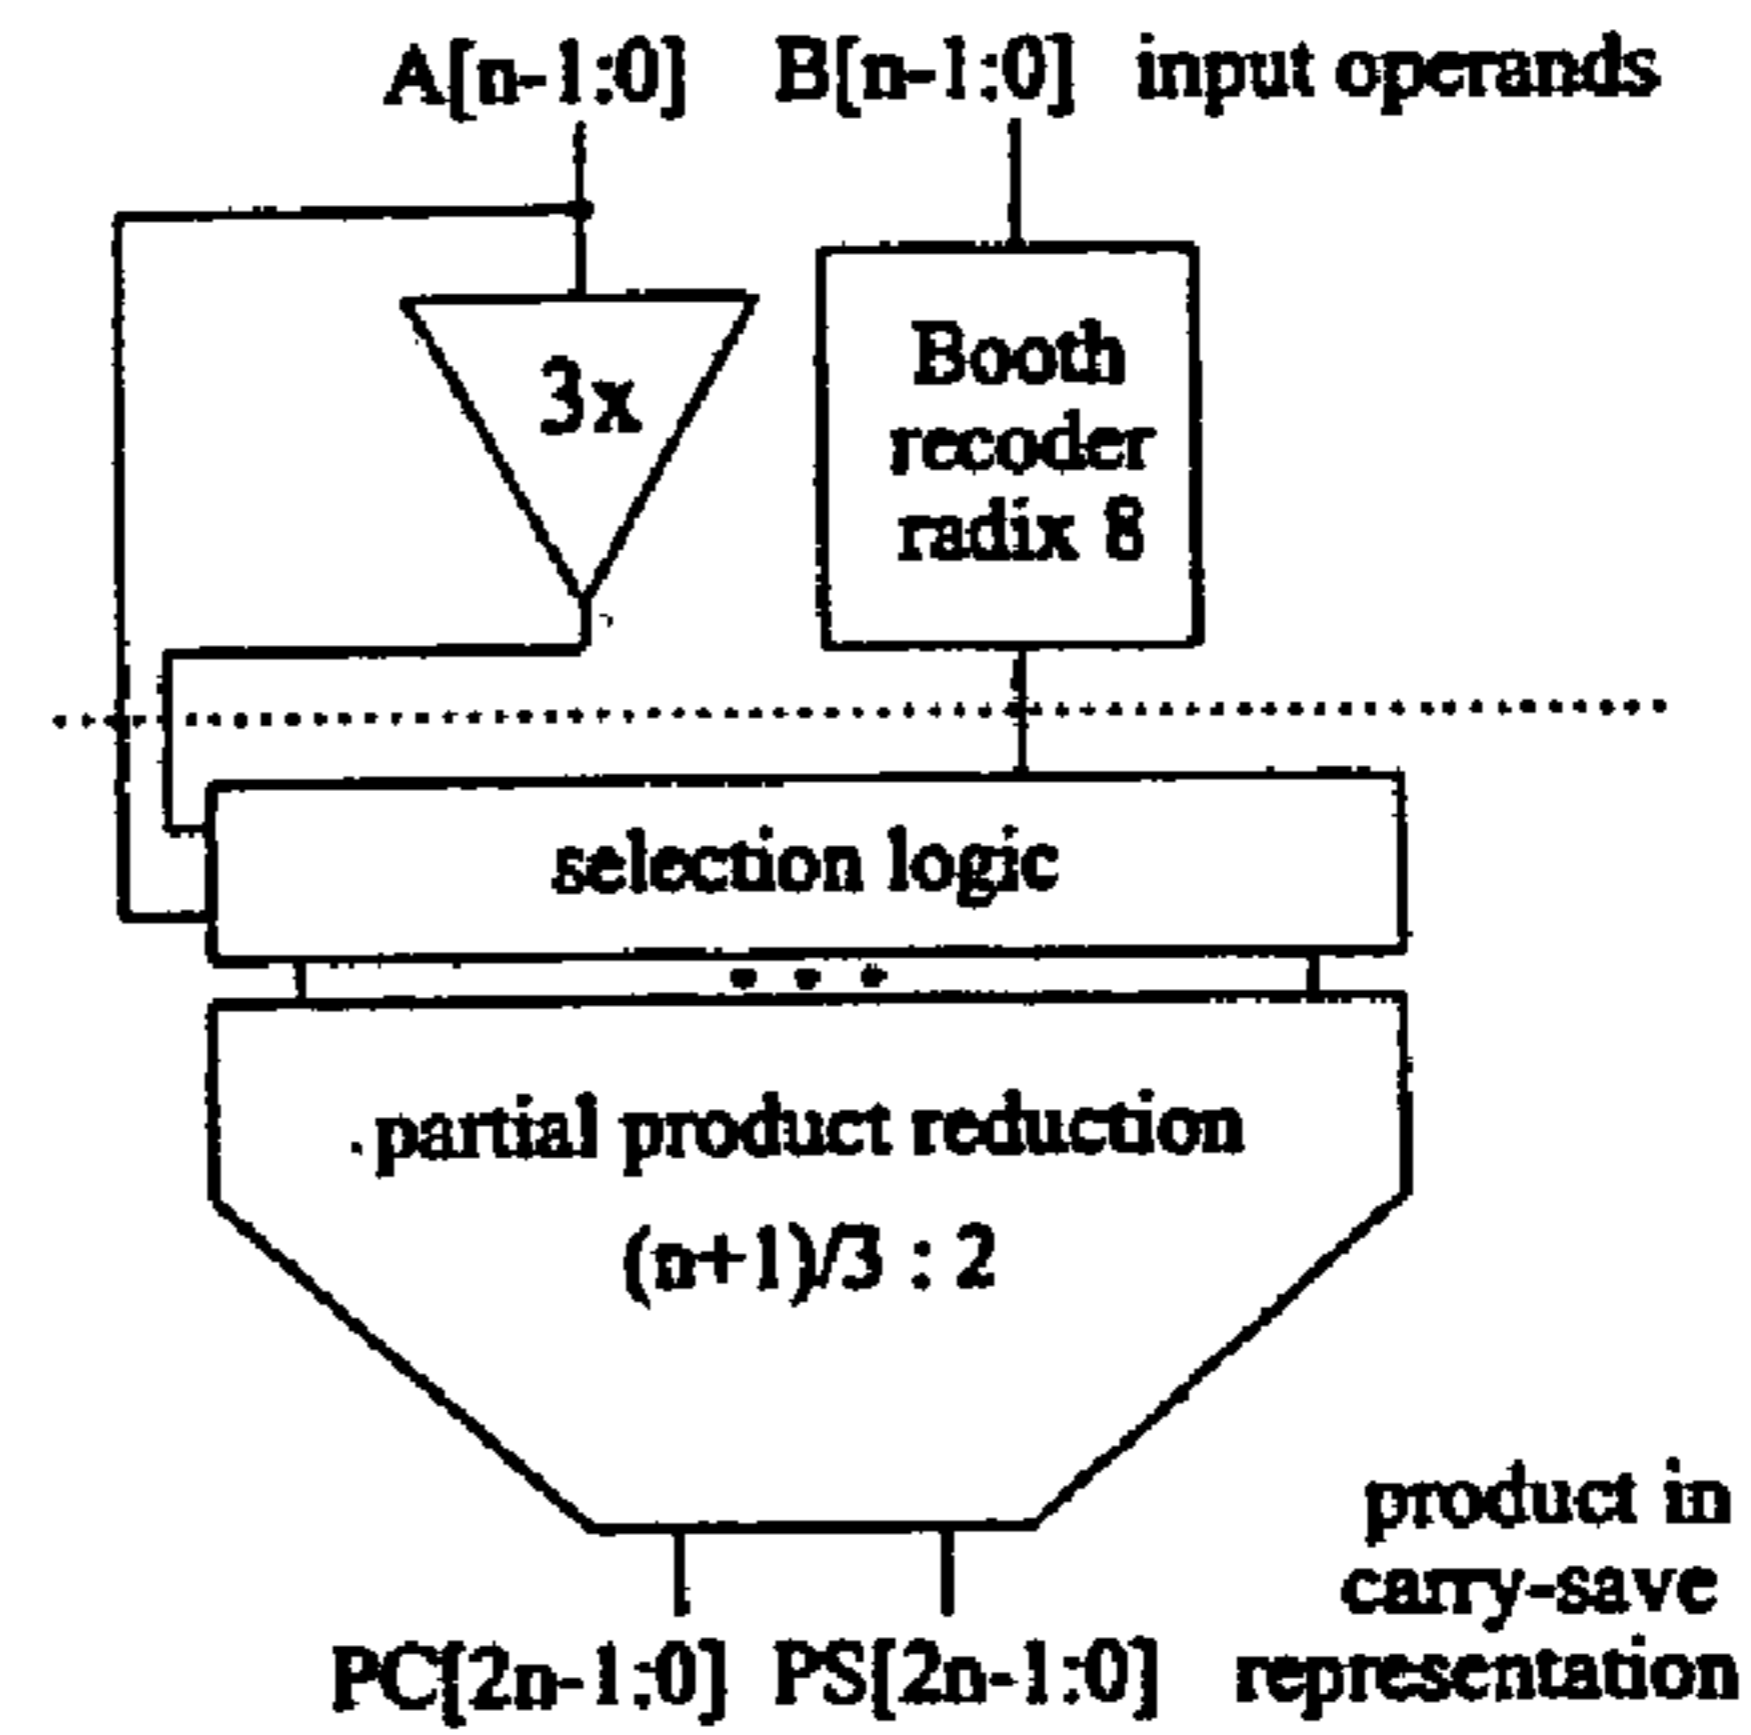 A[n-1:0] B[n-1:0] input operands
3x
Booth
recoder
radix 8
selection logic
partial product reduction
(n+1)/3 : 2
product in
carry-save
representation
PC[2n-1:0] PS[2n-1:0]